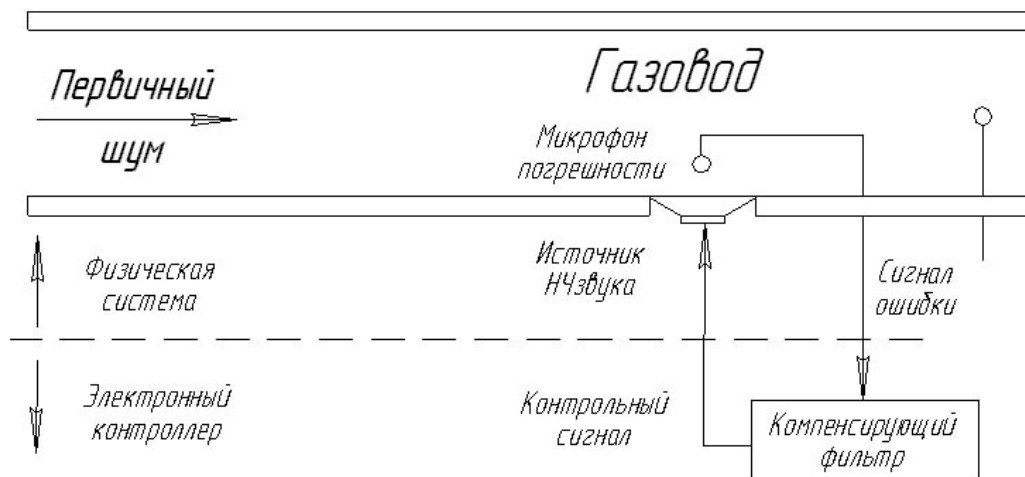 Газовод
Первичный
шум
Микрофон
погрешности
Физическая
система
Источник
НЧзвука
Сигнал
ошибки
Электронный
контроллер
Контрольный
сигнал
Компенсирующий
фильтр